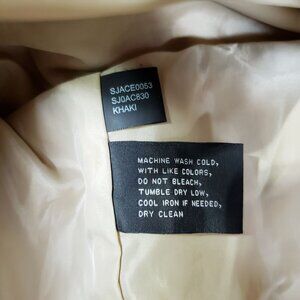 SJACE0053
SJ0AC830
KHAKI
MACHINE WASH COLD,
WITH LIKE COLORS,
DO NOT BLEACH,
TUMBLE DRY LOW,
COOL IRON IF NEEDED,
DRY CLEAN